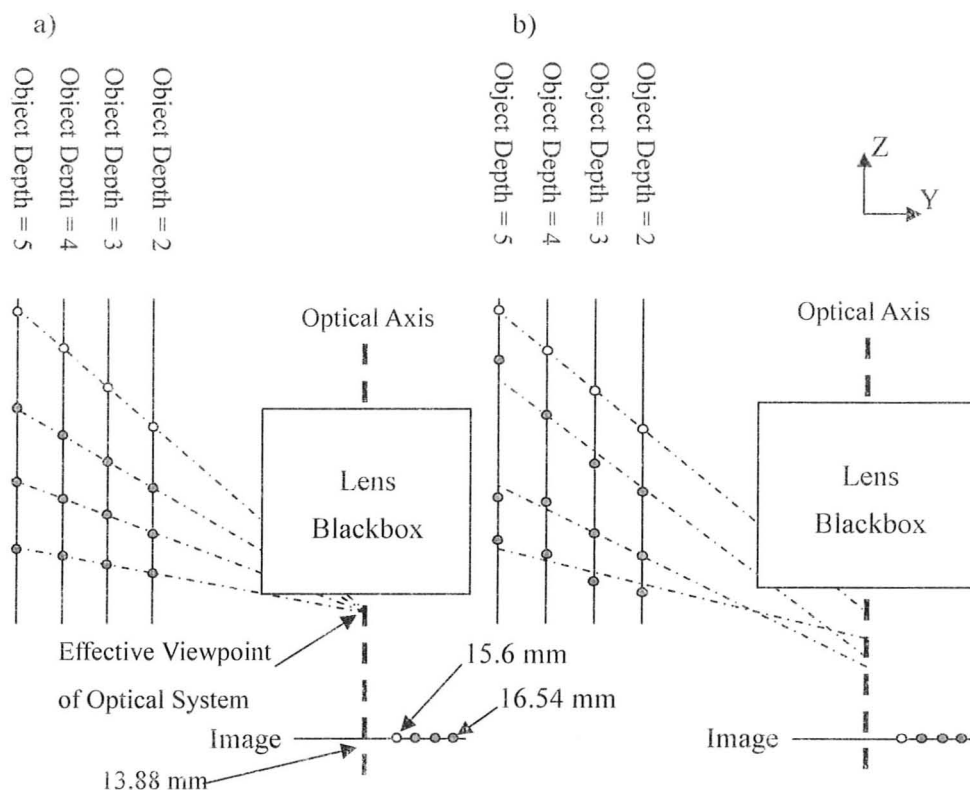 a)
b)
Object Depth = 5
Object Depth = 4
Object Depth = 3
Object Depth = 2
Object Depth = 5
Object Depth = 4
Object Depth = 3
Object Depth = 2
Z
Y
Optical Axis
Optical Axis
Lens
Blackbox
Lens
Blackbox
Effective Viewpoint
of Optical System
15.6 mm
16.54 mm
Image
Image
13.88 mm